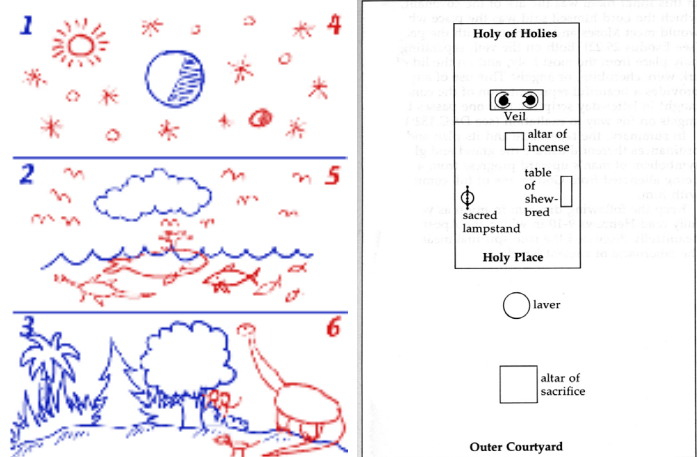 1
4
2
5
3
6
Holy of Holies
Veil
altar of
incense
table
of
shew-
bred
sacred
lampstand
Holy Place
laver
altar of
sacrifice
Outer Courtyard